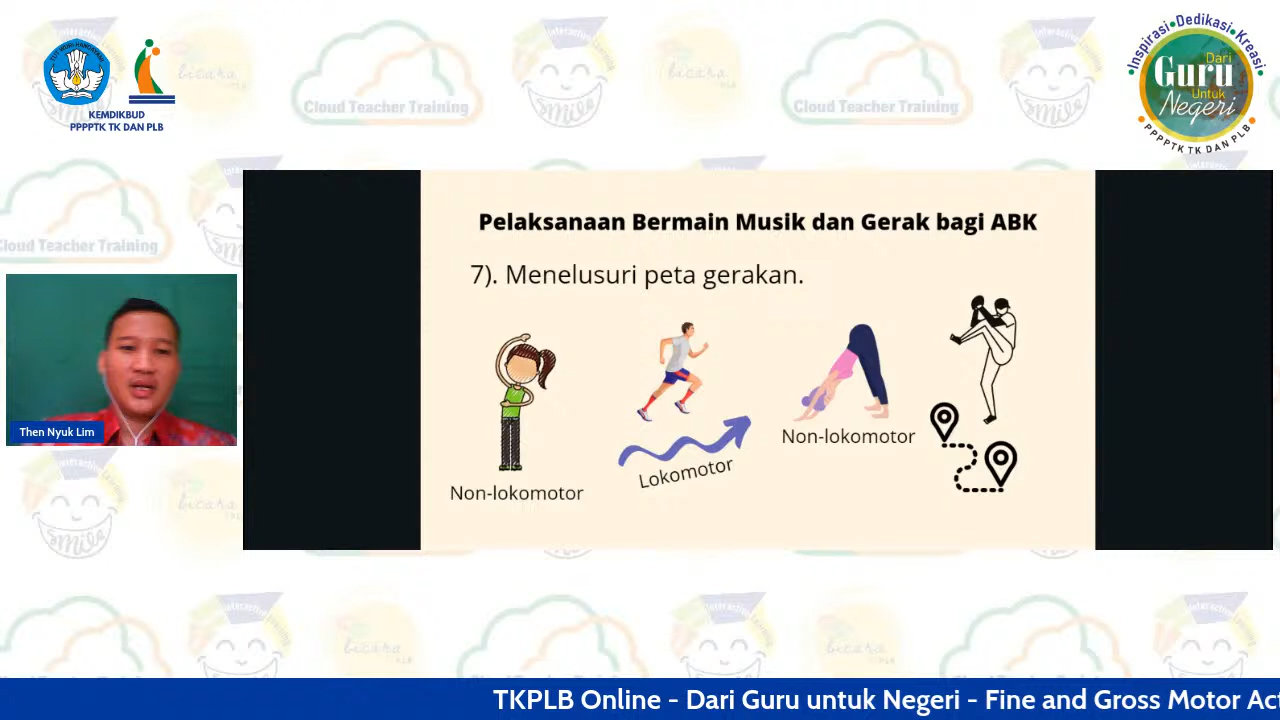 KEMDIKBUD
PPPPTK TK DAN PLB
Cloud Teacher Training
Cloud Teacher Training
Inspirasi•Dedikasi•Kreasi
Dari
Guru
Untuk
Negeri
PPPPTK TK DAN PLB
Cloud Teacher Training
Pelaksanaan Bermain Musik dan Gerak bagi ABK
7). Menelusuri peta gerakan.
Non-lokomotor
Lokomotor
Non-lokomotor
Then Nyuk Lim
TKPLB Online - Dari Guru untuk Negeri - Fine and Gross Motor Act